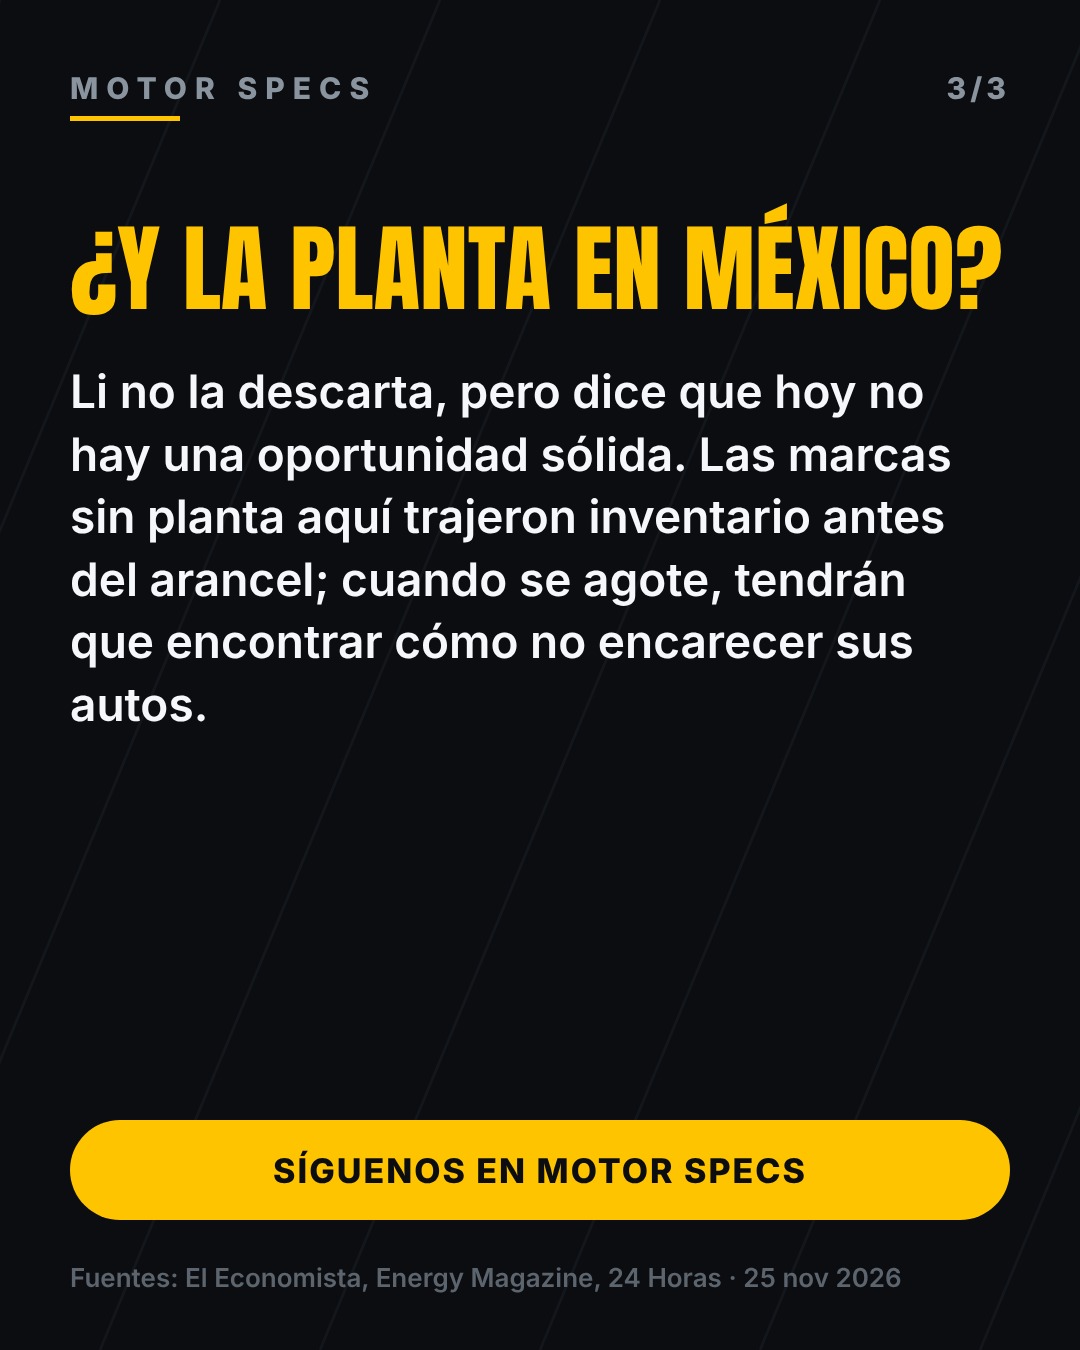 MOTOR SPECS
3/3
¿Y LA PLANTA EN MÉXICO?
Li no la descarta, pero dice que hoy no
hay una oportunidad sólida. Las marcas
sin planta aquí trajeron inventario antes
del arancel; cuando se agote, tendrán
que encontrar cómo no encarecer sus
autos.
SÍGUENOS EN MOTOR SPECS
Fuentes: El Economista, Energy Magazine, 24 Horas · 25 nov 2026